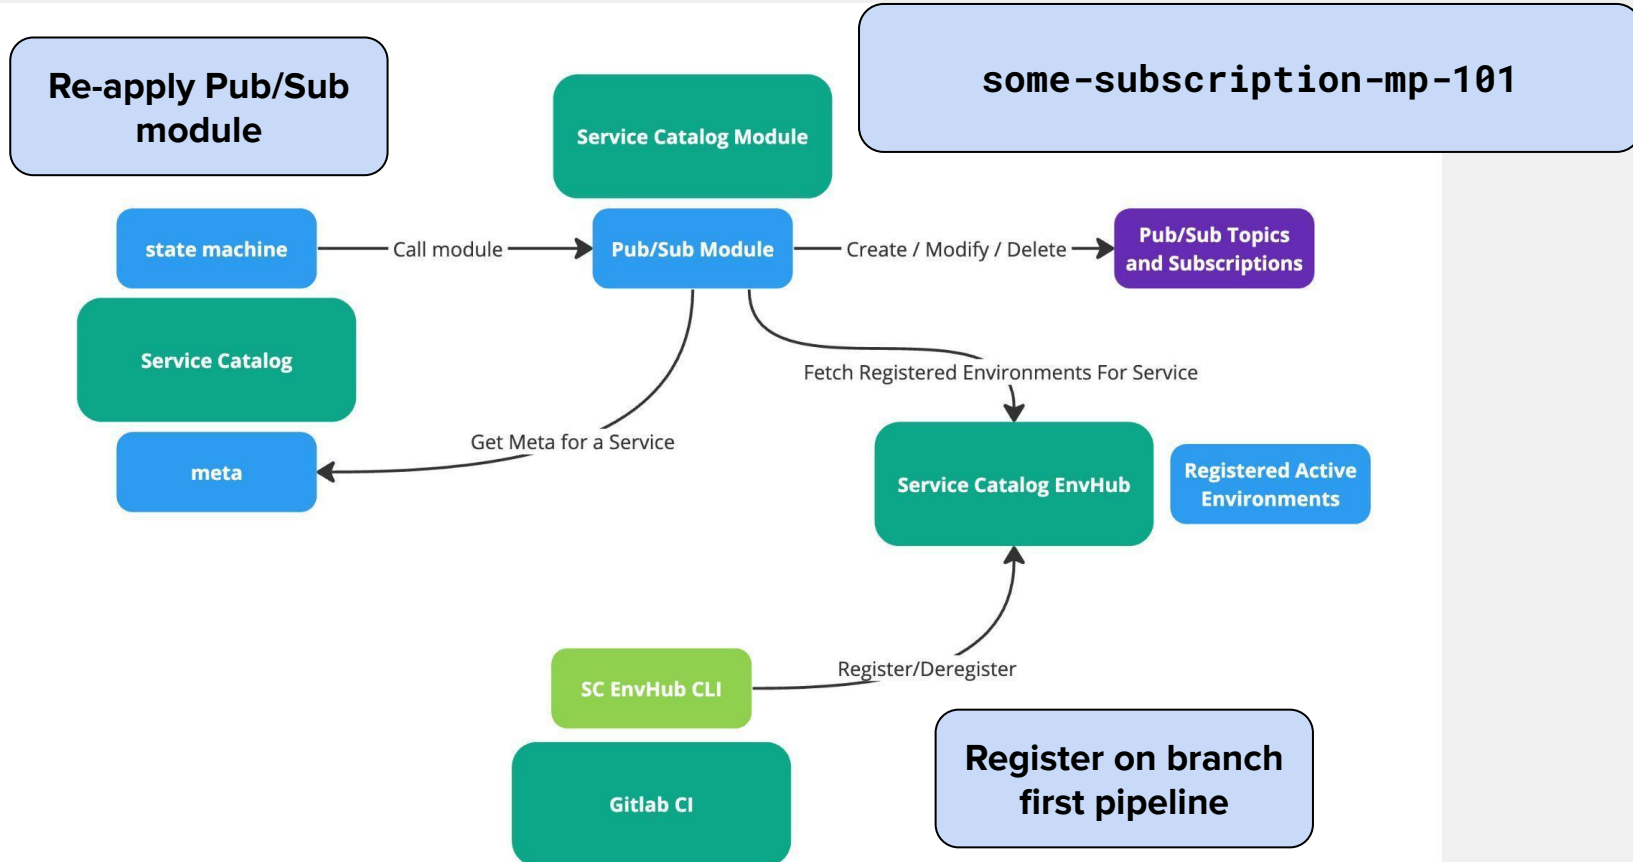 Re-apply Pub/Sub
module
some-subscription-mp-101
Service Catalog Module
state machine
Call module
Pub/Sub Module
Create / Modify / Delete
Pub/Sub Topics
and Subscriptions
Service Catalog
Fetch Registered Environments For Service
Get Meta for a Service
meta
Service Catalog EnvHub
Registered Active
Environments
SC EnvHub CLI
Register/Deregister
Register on branch
first pipeline
Gitlab CI